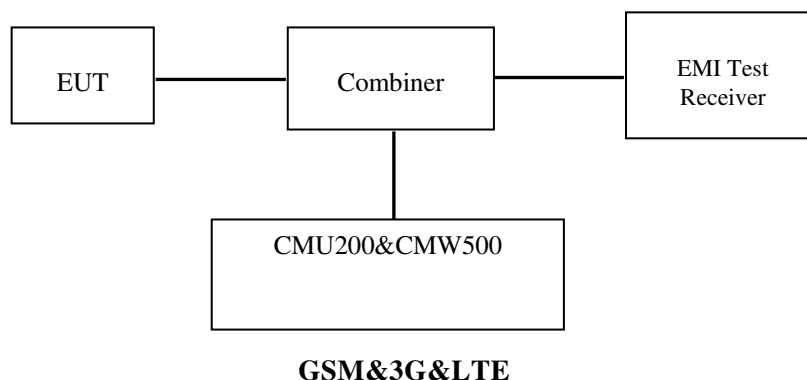 EUT
Combiner
EMI Test
Receiver
CMU200&CMW500
GSM&3G&LTE